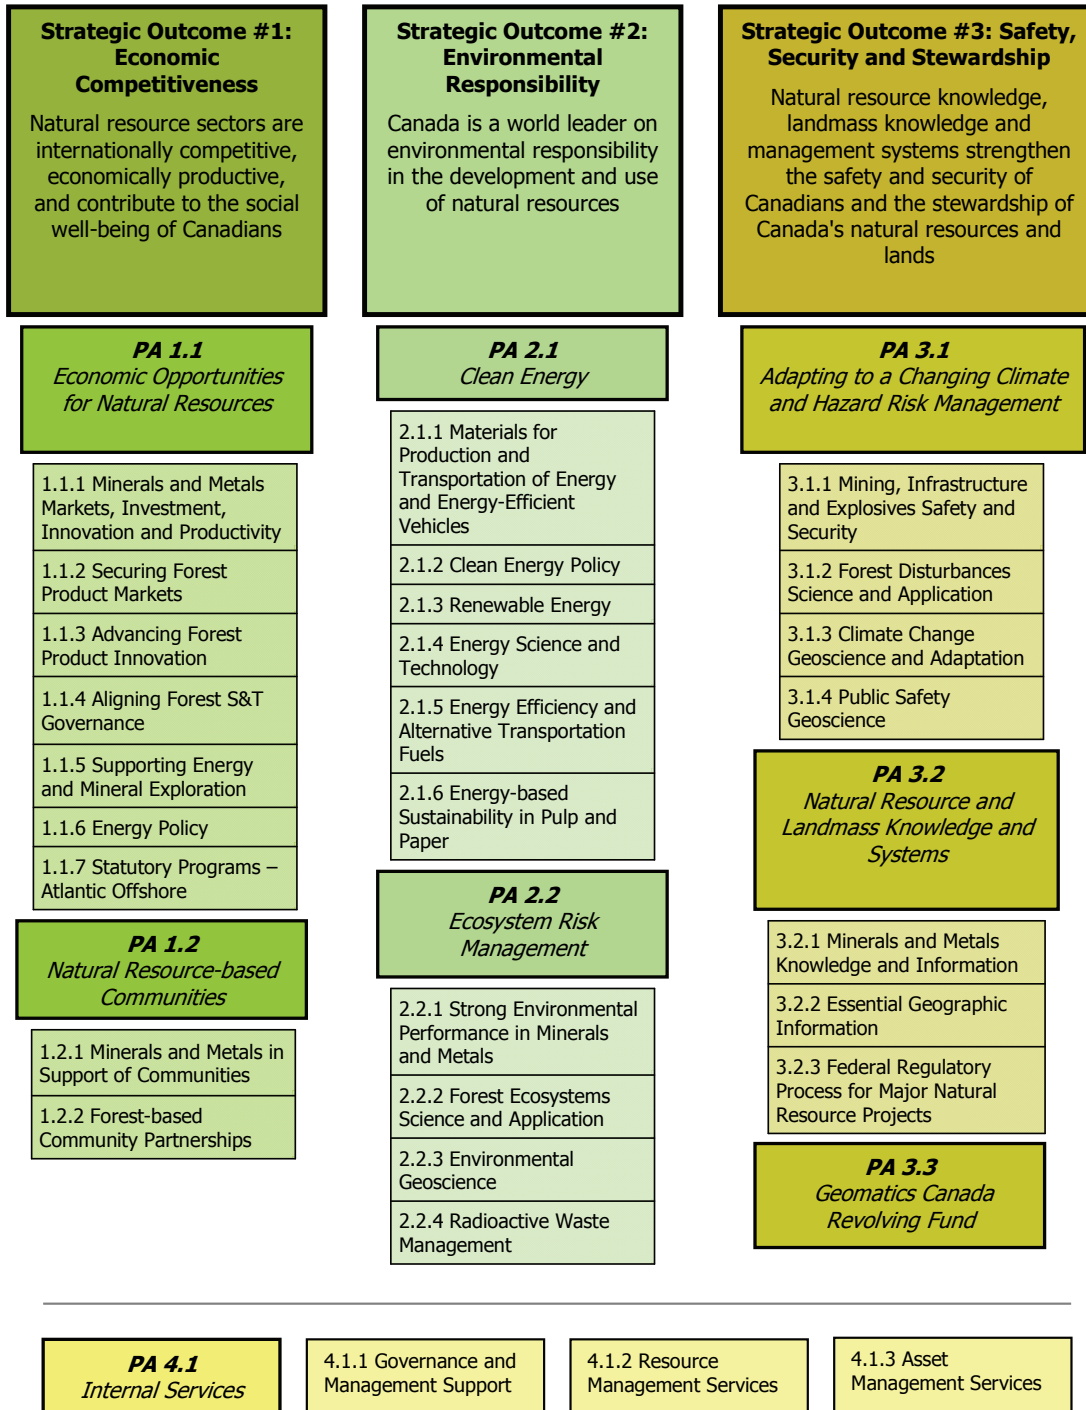 Strategic Outcome #1:
Economic
Competitiveness
Natural resource sectors are
internationally competitive,
economically productive,
and contribute to the social
well-being of Canadians
PA 1.1
Economic Opportunities
for Natural Resources
1.1.1 Minerals and Metals
Markets, Investment,
Innovation and Productivity
1.1.2 Securing Forest
Product Markets
1.1.3 Advancing Forest
Product Innovation
1.1.4 Aligning Forest S&T
Governance
1.1.5 Supporting Energy
and Mineral Exploration
1.1.6 Energy Policy
1.1.7 Statutory Programs –
Atlantic Offshore
PA 1.2
Natural Resource-based
Communities
1.2.1 Minerals and Metals in
Support of Communities
1.2.2 Forest-based
Community Partnerships
Strategic Outcome #2:
Environmental
Responsibility
Canada is a world leader on
environmental responsibility
in the development and use
of natural resources
PA 2.1
Clean Energy
2.1.1 Materials for
Production and
Transportation of Energy
and Energy-Efficient
Vehicles
2.1.2 Clean Energy Policy
2.1.3 Renewable Energy
2.1.4 Energy Science and
Technology
2.1.5 Energy Efficiency and
Alternative Transportation
Fuels
2.1.6 Energy-based
Sustainability in Pulp and
Paper
PA 2.2
Ecosystem Risk
Management
2.2.1 Strong Environmental
Performance in Minerals
and Metals
2.2.2 Forest Ecosystems
Science and Application
2.2.3 Environmental
Geoscience
2.2.4 Radioactive Waste
Management
Strategic Outcome #3: Safety,
Security and Stewardship
Natural resource knowledge,
landmass knowledge and
management systems strengthen
the safety and security of
Canadians and the stewardship of
Canada's natural resources and
lands
PA 3.1
Adapting to a Changing Climate
and Hazard Risk Management
3.1.1 Mining, Infrastructure
and Explosives Safety and
Security
3.1.2 Forest Disturbances
Science and Application
3.1.3 Climate Change
Geoscience and Adaptation
3.1.4 Public Safety
Geoscience
PA 3.2
Natural Resource and
Landmass Knowledge and
Systems
3.2.1 Minerals and Metals
Knowledge and Information
3.2.2 Essential Geographic
Information
3.2.3 Federal Regulatory
Process for Major Natural
Resource Projects
PA 3.3
Geomatics Canada
Revolving Fund
PA 4.1
Internal Services
4.1.1 Governance and
Management Support
4.1.2 Resource
Management Services
4.1.3 Asset
Management Services